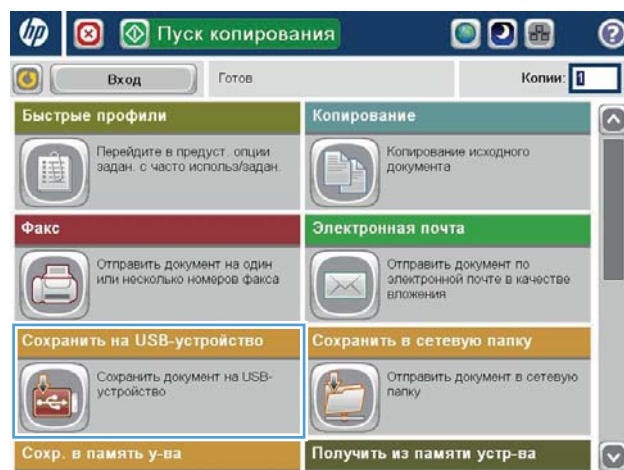 hp
Пуск копирования
?
Вход
Готов
Копии: 1
Быстрые профили
Перейдите в предуст. опции
задан. с часто использ/задан.
Копирование
Копирование исходного
документа
Факс
Отправить документ на один
или несколько номеров факса
Электронная почта
Отправить документ по
электронной почте в качестве
вложения
Сохранить на USB-устройство
Сохранить документ на USB-
устройство
Сохранить в сетевую папку
Отправить документ в сетевую
папку
Сохр. в память у-ва
Получить из памяти устр-ва